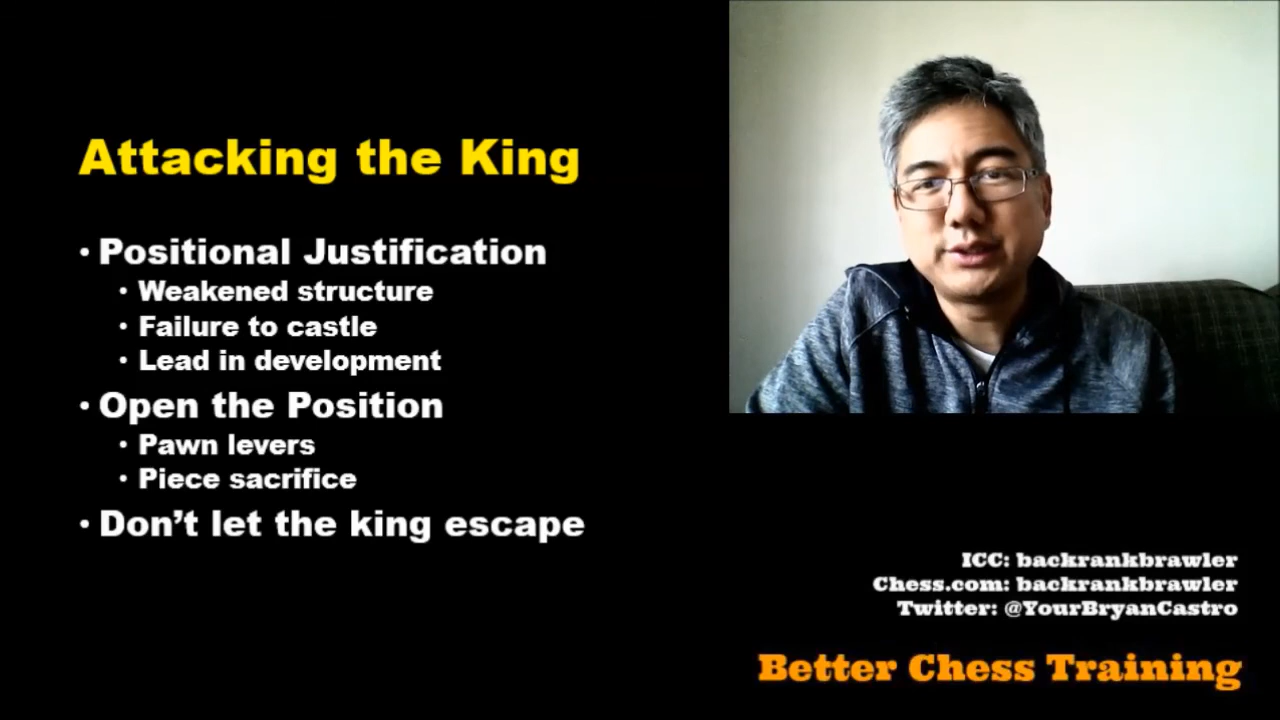 Attacking the King
• Positional Justification
• Weakened structure
• Failure to castle
• Lead in development
• Open the Position
• Pawn levers
• Piece sacrifice
• Don’t let the king escape
ICC: backrankbrawler
Chess.com: backrankbrawler
Twitter: @YourBryanCastro
Better Chess Training